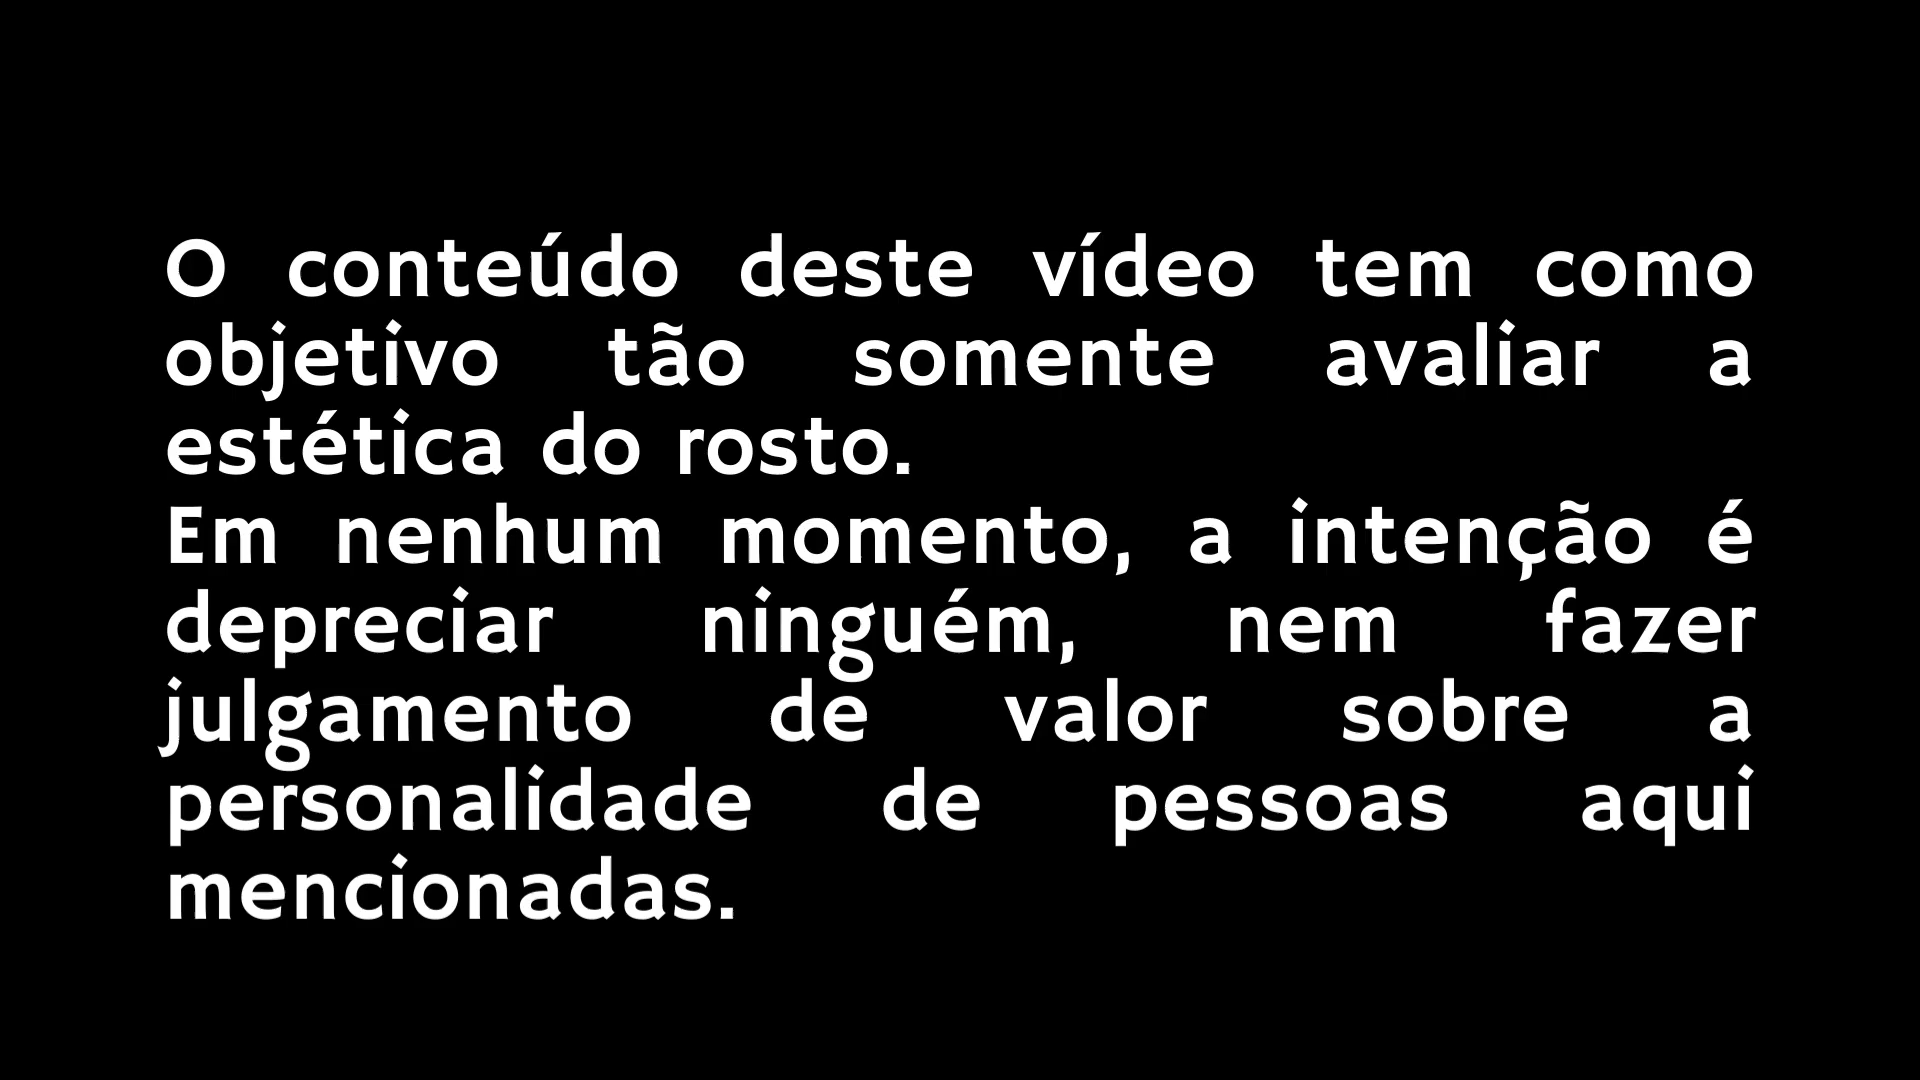 O conteúdo deste vídeo tem como
objetivo tão somente avaliar a
estética do rosto.
Em nenhum momento, a intenção é
depreciar ninguém, nem fazer
julgamento de valor sobre a
personalidade de pessoas aqui
mencionadas.